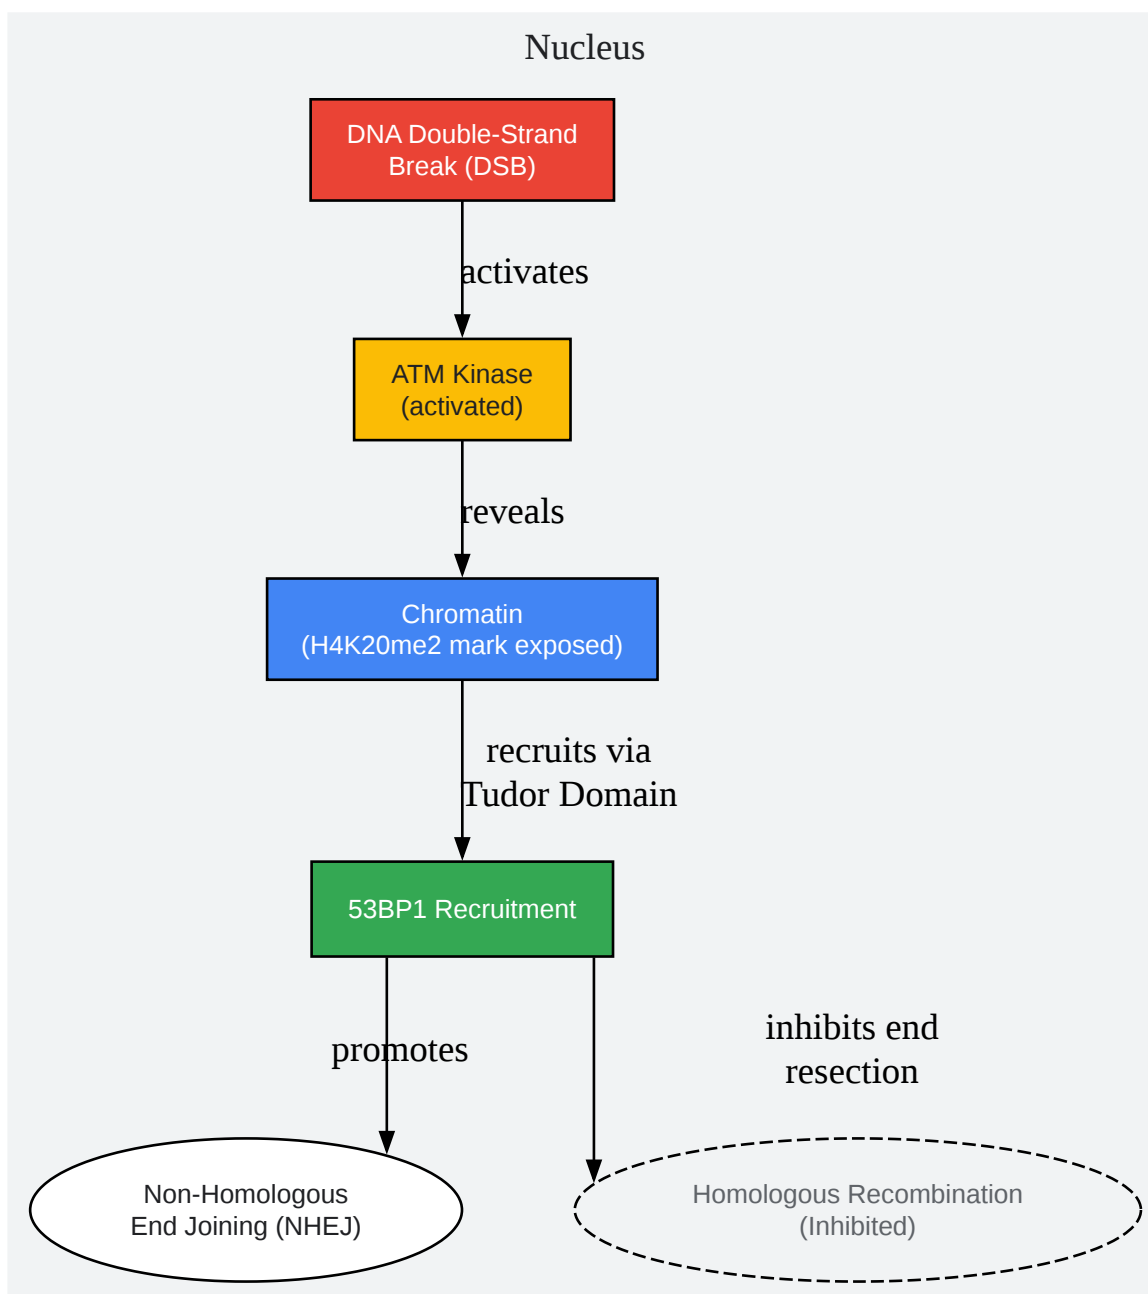 Nucleus
DNA Double-Strand
Break (DSB)
activates
ATM Kinase
(activated)
reveals
Chromatin
(H4K20me2 mark exposed)
recruits via
Tudor Domain
53BP1 Recruitment
promotes
inhibits end
resection
Non-Homologous
End Joining (NHEJ)
Homologous Recombination
(Inhibited)